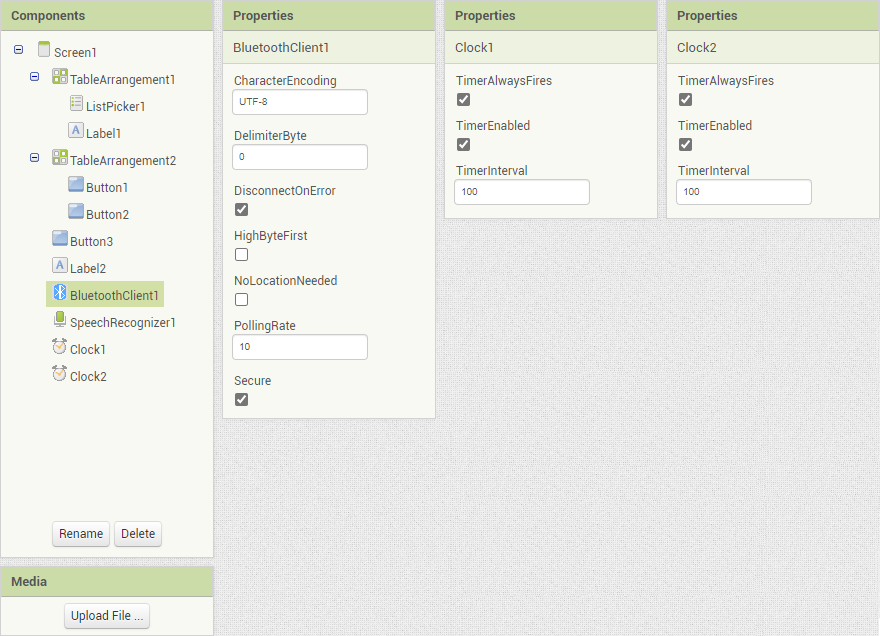 Components
Screen1
TableArrangement1
ListPicker1
A Label1
TableArrangement2
Button1
Button2
Button3
A Label2
BluetoothClient1
SpeechRecognizer1
Clock1
Clock2
Rename Delete
Media
Upload File ...
Properties
BluetoothClient1
CharacterEncoding
UTF-8
DelimiterByte
0
DisconnectOnError
HighByteFirst
NoLocationNeeded
PollingRate
10
Secure
Properties
Clock1
TimerAlwaysFires
TimerEnabled
TimerInterval
100
Properties
Clock2
TimerAlwaysFires
TimerEnabled
TimerInterval
100